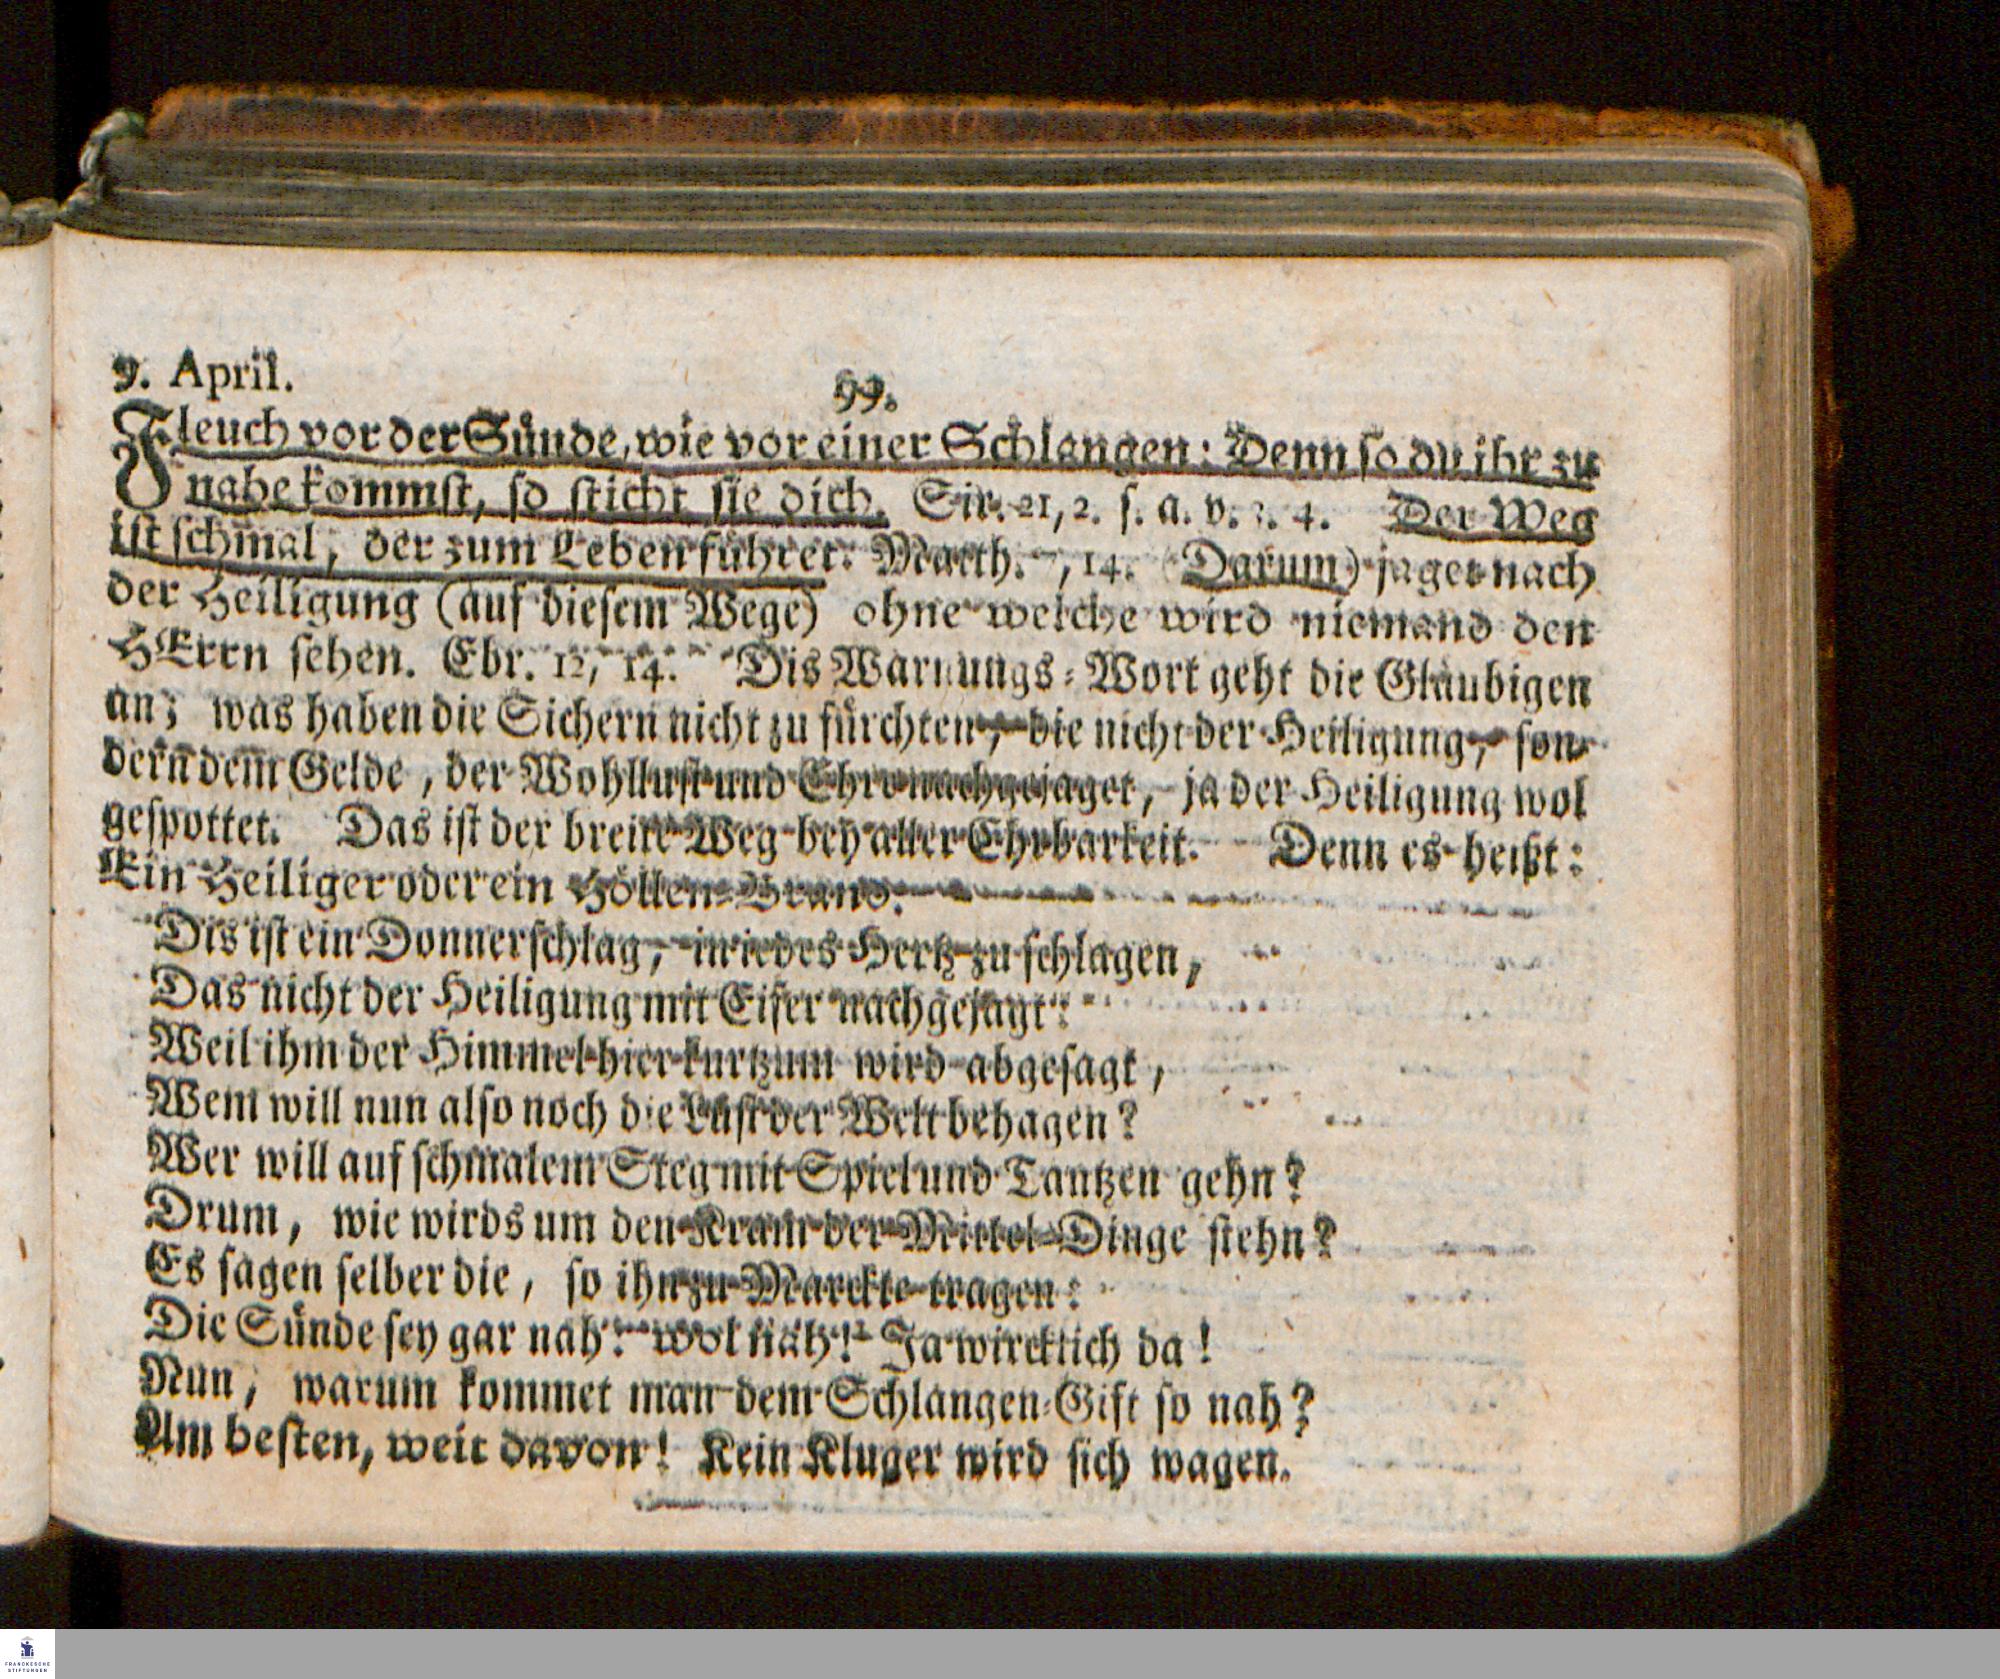 9. April.
99.
Fleuch vor der Sünde, wie vor einer Schlangen: Denn so du ihr zu
nahe kommst, so sticht sie dich. Sir. 21, 2. s. a. v. 3. 4. Der Weg
ist schmal, der zum Leben führet. Matth. 7, 14. (Darum) jaget nach
der Heiligung (auf diesem Wege) ohne welche wird niemand den
HErrn sehen. Ebr. 12, 14. Dis Warnungs-Wort geht die Gläubigen
an; was haben die Sichern nicht zu fürchten, die nicht der Heiligung, son-
dern dem Gelde, der Wohllust und Ehre nachgejaget, ja der Heiligung wol
gespottet. Das ist der breite Weg bey aller Ehrbarkeit. Denn es heißt:
Ein Heiliger oder ein Höllen-Brand.
Dis ist ein Donnerschlag, in iedes Hertz zu schlagen,
Das nicht der Heiligung mit Eifer nachgejagt:
Weil ihm der Himmel hier kurtzum wird abgesagt,
Wem will nun also noch die Lust der Welt behagen?
Wer will auf schmalem Steg mit Spiel und Tantzen gehn?
Drum, wie wirds um den Kram der Mittel-Dinge stehn?
Es sagen selber die, so ihn zu Marckte tragen:
Die Sünde sey gar nah! wol nah! Ja wircklich da!
Nun, warum kommet man dem Schlangen-Gift so nah?
Am besten, weit davon! Kein Kluger wird sich wagen.
FRANCKESCHE
STIFTUNGEN